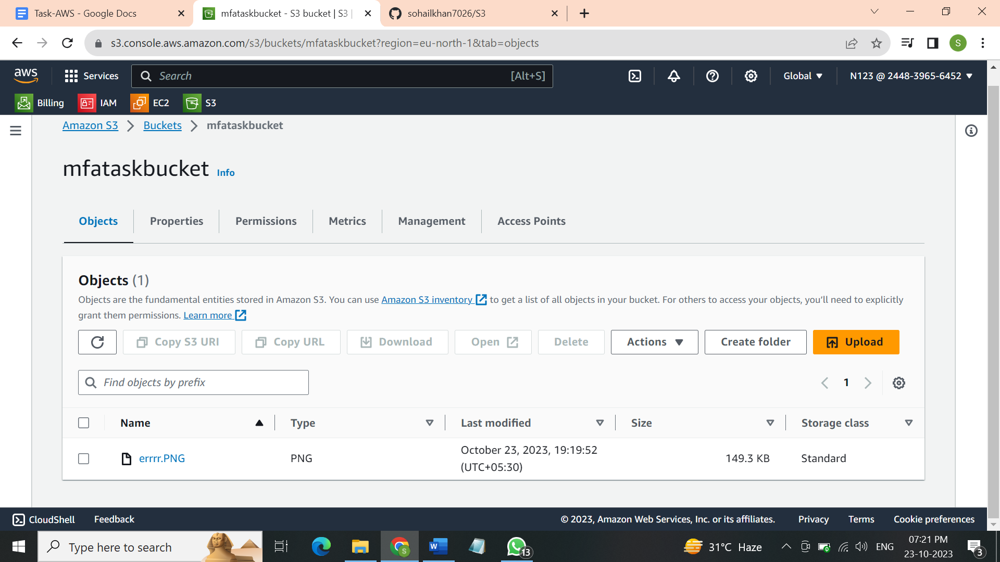 Task-AWS - Google Docs
mfataskbucket - S3 bucket | S3 |
sohailkhan7026/S3
s3.console.aws.amazon.com/s3/buckets/mfataskbucket?region=eu-north-1&tab=objects
S
aws
Services
Search
[Alt+S]
Global
N123 @ 2448-3965-6452
Billing
IAM
EC2
S3
Amazon S3
Buckets
mfataskbucket
mfataskbucket Info
Objects
Properties
Permissions
Metrics
Management
Access Points
Objects (1)
Objects are the fundamental entities stored in Amazon S3. You can use Amazon S3 inventory to get a list of all objects in your bucket. For others to access your objects, you'll need to explicitly
grant them permissions. Learn more
Copy S3 URI
Copy URL
Download
Open
Delete
Actions
Create folder
Upload
Find objects by prefix
1
Name
Type
Last modified
Size
Storage class
errrr.PNG
PNG
October 23, 2023, 19:19:52
(UTC+05:30)
149.3 KB
Standard
CloudShell
Feedback
© 2023, Amazon Web Services, Inc. or its affiliates.
Privacy
Terms
Cookie preferences
Type here to search
S
W
13
31°C Haze
ENG
07:21 PM
23-10-2023
3